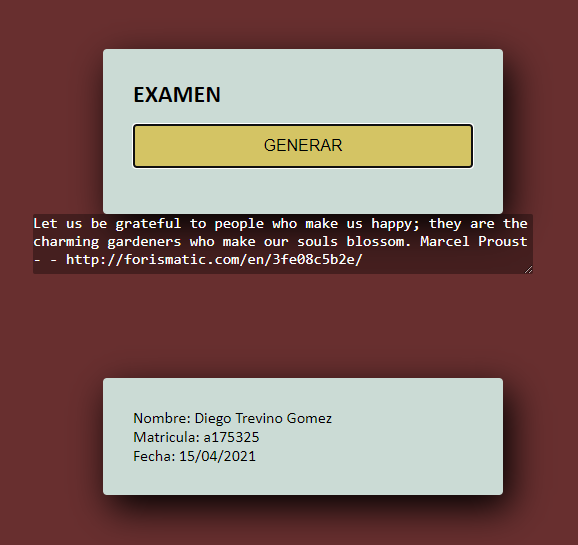 EXAMEN
GENERAR
Let us be grateful to people who make us happy; they are the
charming gardeners who make our souls blossom. Marcel Proust
- - http://forismatic.com/en/3fe08c5b2e/
Nombre: Diego Trevino Gomez
Matricula: a175325
Fecha: 15/04/2021